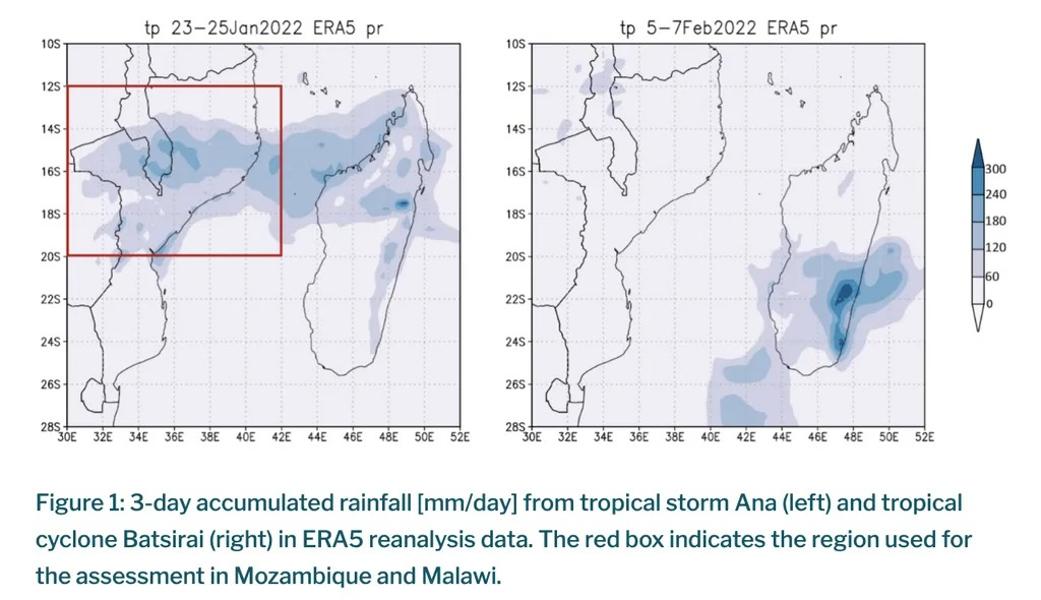 tp 23-25Jan2022 ERA5 pr
10S
12S
14S
16S
18S
20S
22S
24S
26S
28S
30E 32E 34E 36E 38E 40E 42E 44E 46E 48E 50E 52E
tp 5-7Feb2022 ERA5 pr
10S
12S
14S
16S
18S
20S
22S
24S
26S
28S
30E 32E 34E 36E 38E 40E 42E 44E 46E 48E 50E 52E
300
240
180
120
60
0
Figure 1: 3-day accumulated rainfall [mm/day] from tropical storm Ana (left) and tropical
cyclone Batsirai (right) in ERA5 reanalysis data. The red box indicates the region used for
the assessment in Mozambique and Malawi.